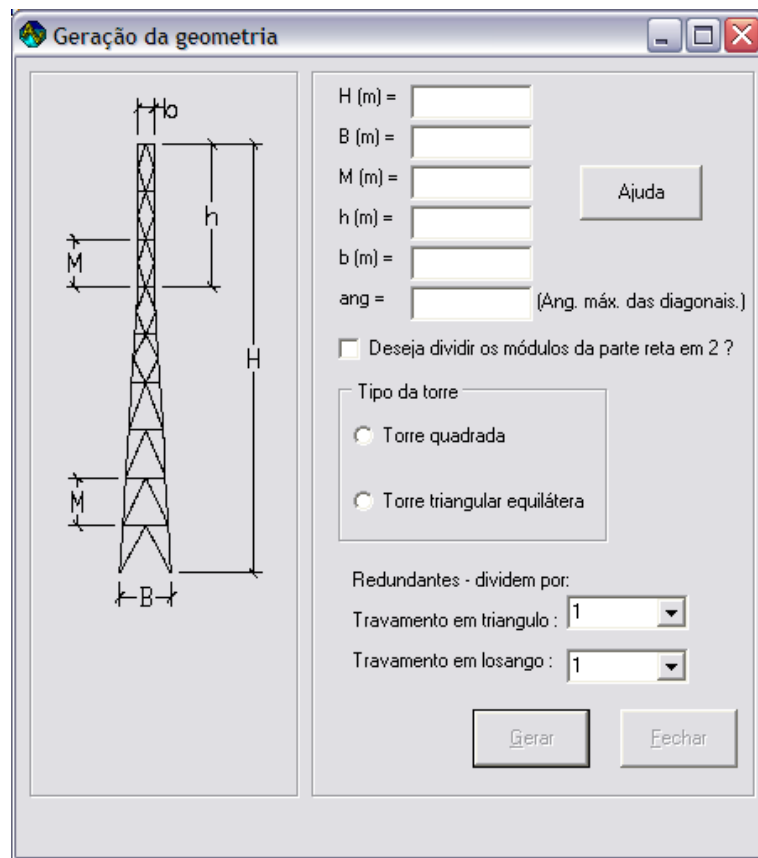 Geração da geometria
b
h
M
H
M
B
H (m) =
B (m) =
M (m) =
h (m) =
b (m) =
ang =
(Ang. máx. das diagonais.)
Ajuda
Deseja dividir os módulos da parte reta em 2 ?
Tipo da torre
Torre quadrada
Torre triangular equilátera
Redundantes - dividem por:
Travamento em triangulo : 1
Travamento em losango : 1
Gerar
Fechar